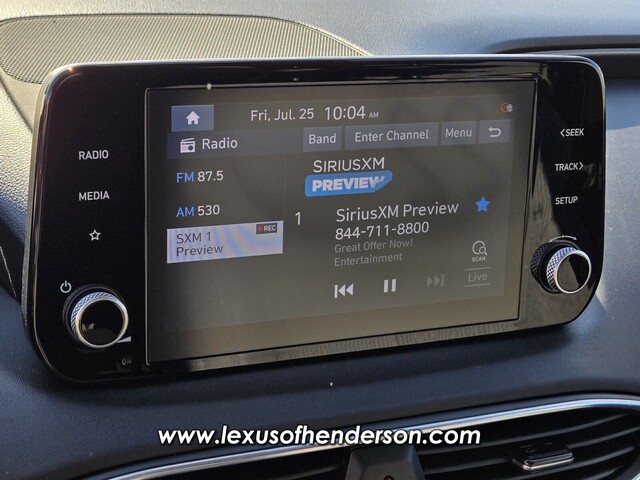 Fri, Jul. 25 10:04 AM
Radio Band Enter Channel Menu
RADIO
MEDIA
<SEEK
TRACK>
SETUP
FM 87.5
AM 530
SXM 1 REC
Preview
SIRIUSXM
PREVIEW
1 SiriusXM Preview
844-711-8800
Great Offer Now!
Entertainment
SCAN
Live
www.lexusofhenderson.com